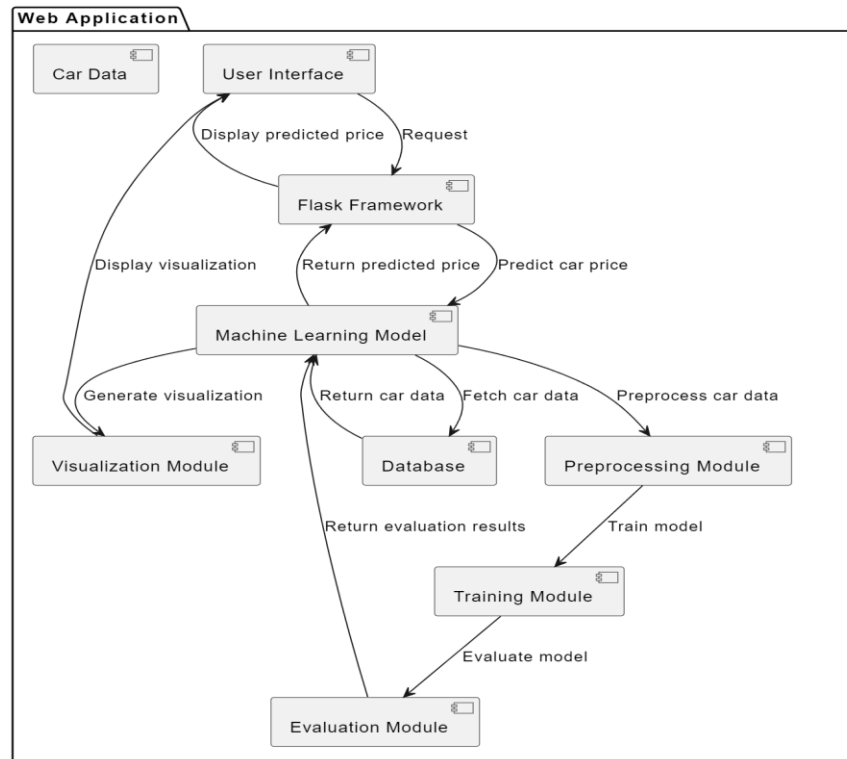 Web Application
Car Data
User Interface
Display predicted price
Request
Flask Framework
Display visualization
Return predicted price
Predict car price
Machine Learning Model
Generate visualization
Return car data
Fetch car data
Preprocess car data
Visualization Module
Database
Preprocessing Module
Return evaluation results
Train model
Training Module
Evaluate model
Evaluation Module